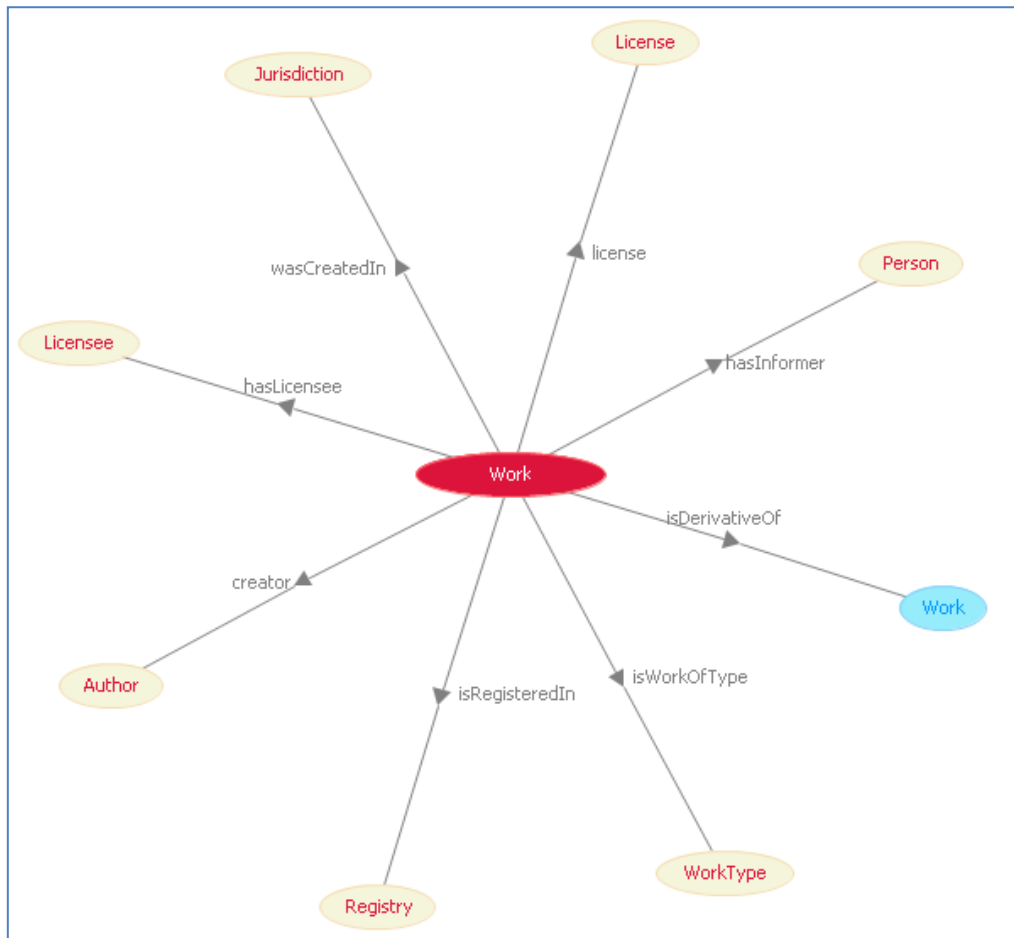 License
Jurisdiction
license
Person
wasCreatedIn
Licensee
hasInformer
hasLicensee
Work
isDerivativeOf
creator
Work
isWorkOfType
Author
isRegisteredIn
WorkType
Registry